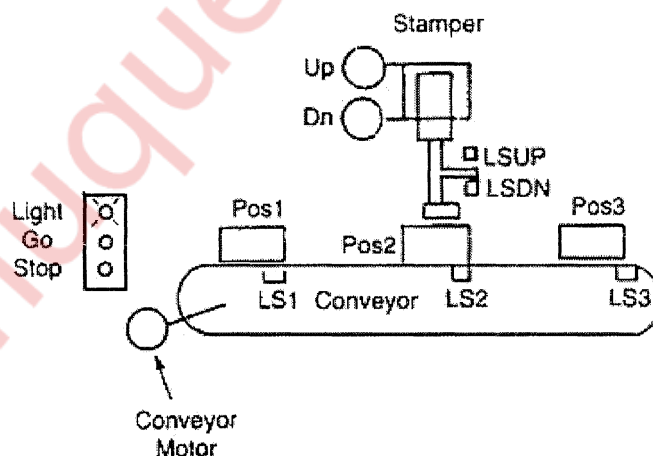 Stamper
Up
Dn
LSUP
LSDN
Light
Go
Stop
Pos1
Pos2
Pos3
LS1
Conveyor
LS2
LS3
Conveyor
Motor